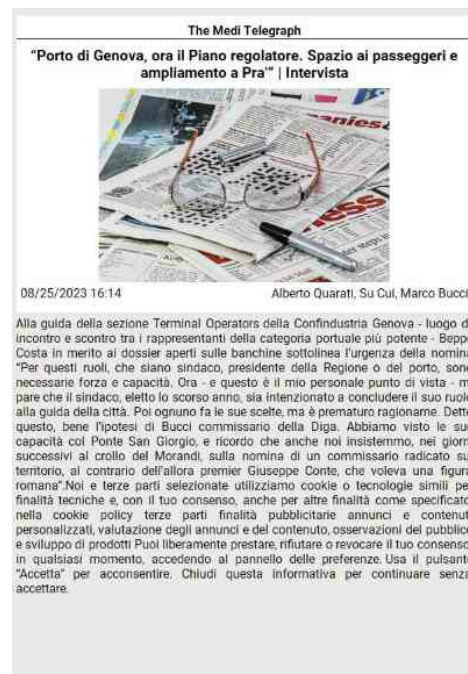 The Medi Telegraph
“Porto di Genova, ora il Piano regolatore. Spazio ai passeggeri e
ampliamento a Pra’” | Intervista
08/25/2023 16:14
Alberto Quarati, Su Cui, Marco Bucci
Alla guida della sezione Terminal Operators della Confindustria Genova - luogo d
incontro e scontro tra i rappresentanti della categoria portuale più potente - Bepp
Costa in merito ai dossier aperti sulle banchine sottolinea l'urgenza della nomina
"Per questi ruoli, che siano sindaco, presidente della Regione o del porto, sono
necessarie forza e capacità. Ora - e questo è il mio personale punto di vista - m
pare che il sindaco, eletto lo scorso anno, sia intenzionato a concludere il suo ruolo
alla guida della città. Poi ognuno fa le sue scelte, ma è prematuro ragionarne. Detto
questo, bene l'ipotesi di Bucci commissario della Diga. Abbiamo visto le su
capacità col Ponte San Giorgio, e ricordo che anche noi insistemmo, nei giorn
successivi al crollo del Morandi, sulla nomina di un commissario radicato su
territorio, al contrario dell'allora premier Giuseppe Conte, che voleva una figura
romana".Noi e terze parti selezionate utilizziamo cookie o tecnologie simili pe
finalità tecniche e, con il tuo consenso, anche per altre finalità come specificato
nella cookie policy terze parti finalità pubblicitarie annunci e contenut
personalizzati, valutazione degli annunci e del contenuto, osservazioni del pubblico
e sviluppo di prodotti Puoi liberamente prestare, rifiutare o revocare il tuo consenso
in qualsiasi momento, accedendo al pannello delle preferenze. Usa il pulsante
"Accetta" per acconsentire. Chiudi questa informativa per continuare senza
accettare.